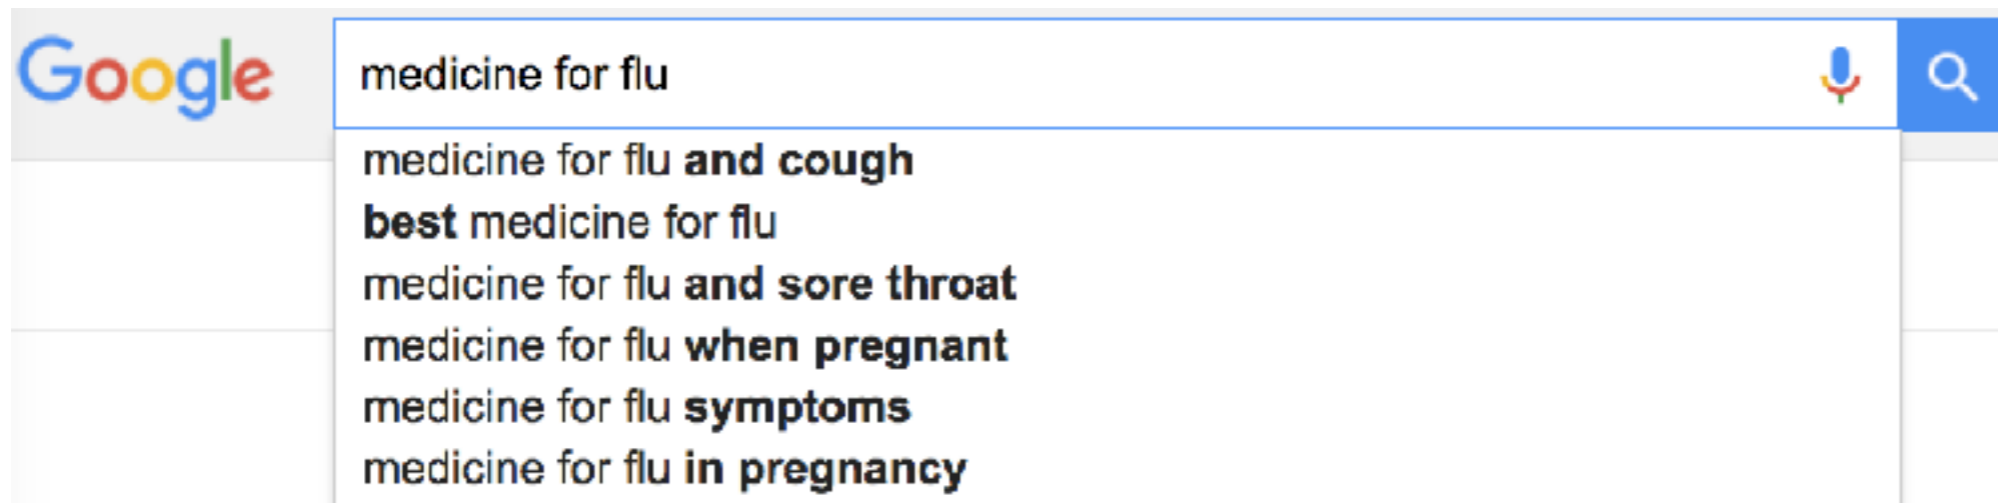 Google
medicine for flu
medicine for flu and cough
best medicine for flu
medicine for flu and sore throat
medicine for flu when pregnant
medicine for flu symptoms
medicine for flu in pregnancy